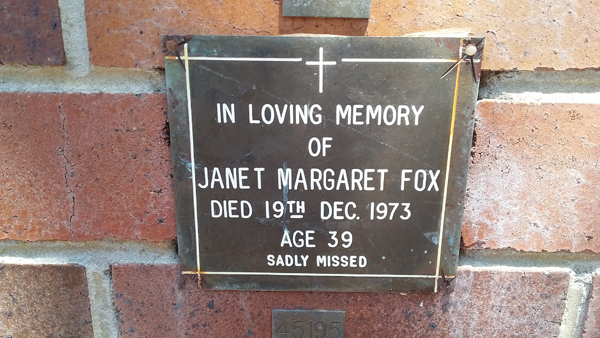 IN LOVING MEMORY
OF
JANET MARGARET FOX
DIED 19TH DEC. 1973
AGE 39
SADLY MISSED
45195